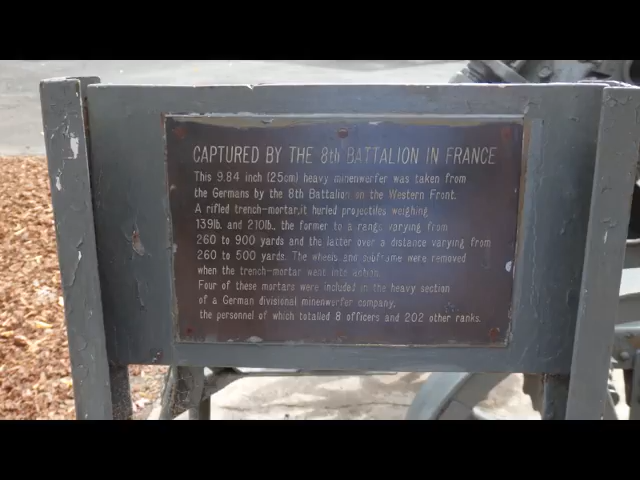 CAPTURED BY THE 8th BATTALION IN FRANCE
This 9.84 inch (25cm) heavy minenwerfer was taken from
the Germans by the 8th Battalion on the Western Front.
A rifled trench-mortar, it hurled projectiles weighing
139lb. and 210lb., the former to a range varying from
260 to 900 yards and the latter over a distance varying from
260 to 500 yards. The wheels and subframe were removed
when the trench-mortar went into action.
Four of these mortars were included in the heavy section
of a German divisional minenwerfer company,
the personnel of which totalled 8 officers and 202 other ranks.